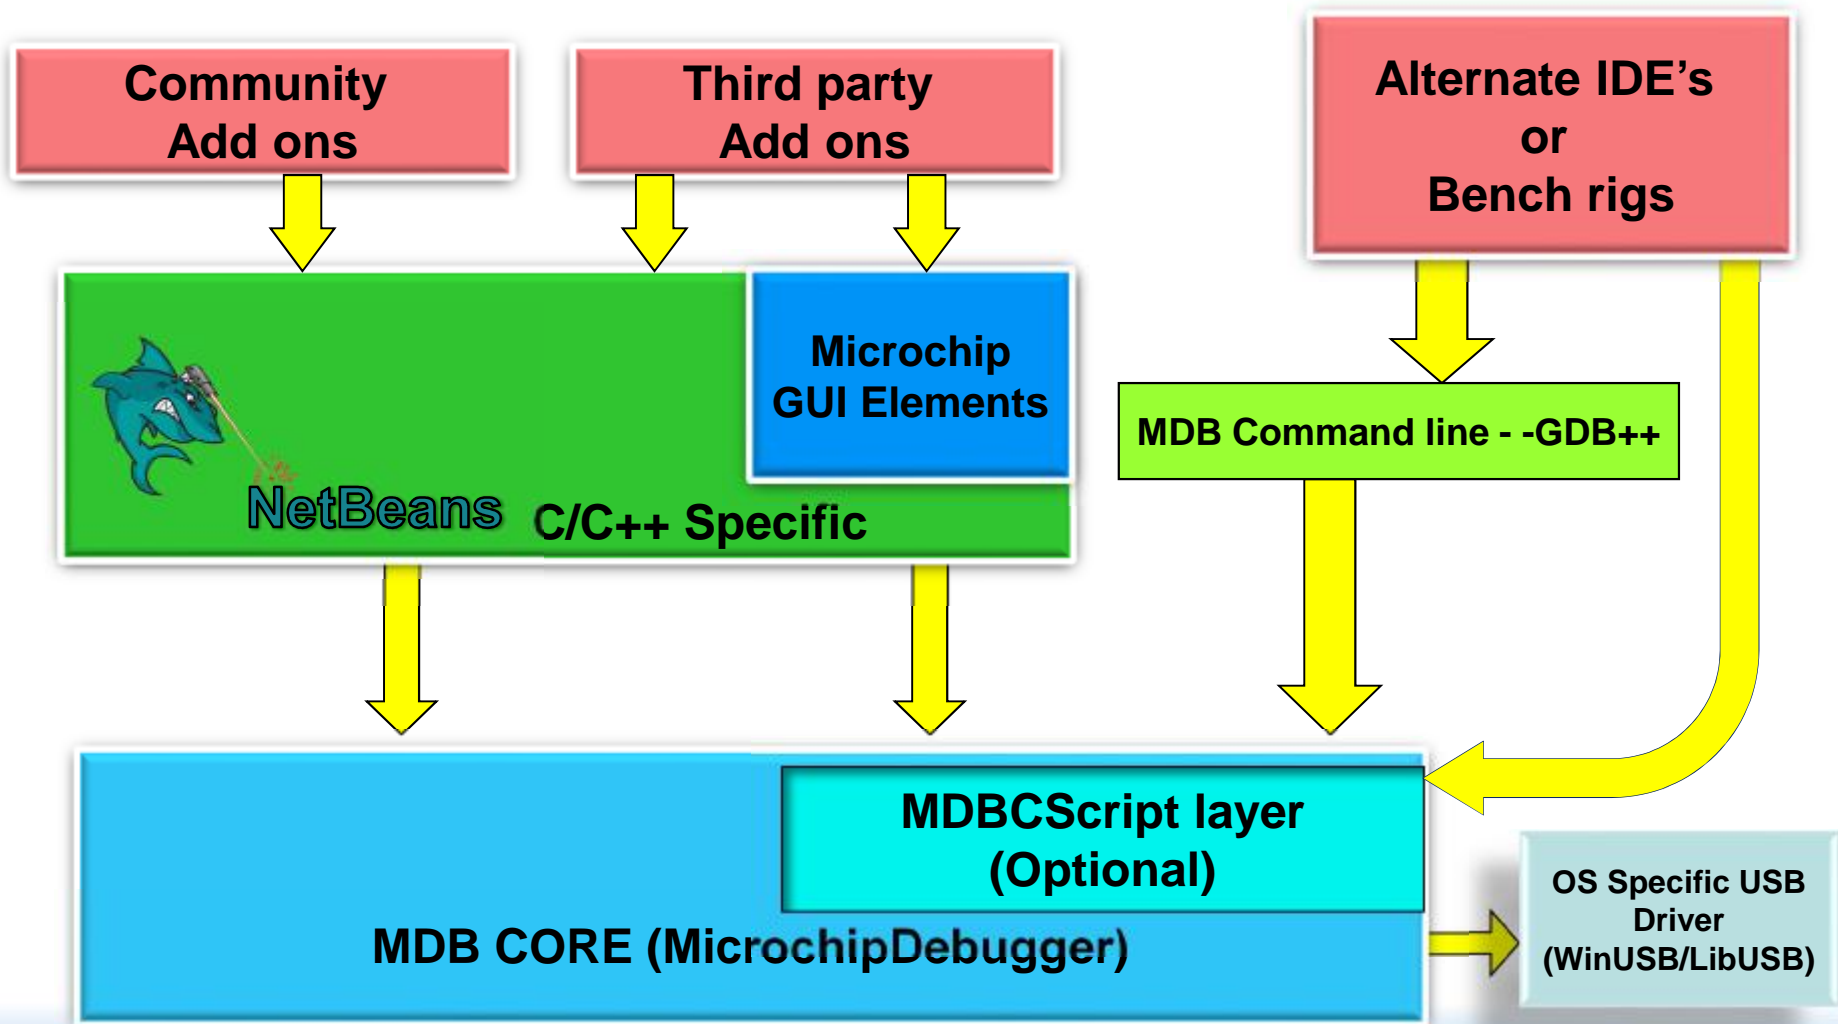 Community
Add ons
Third party
Add ons
Alternate IDE's
or
Bench rigs
Microchip
GUI Elements
NetBeans
C/C++ Specific
MDB Command line - -GDB++
MDBCScript layer
(Optional)
MDB CORE (MicrochipDebugger)
OS Specific USB
Driver
(WinUSB/LibUSB)